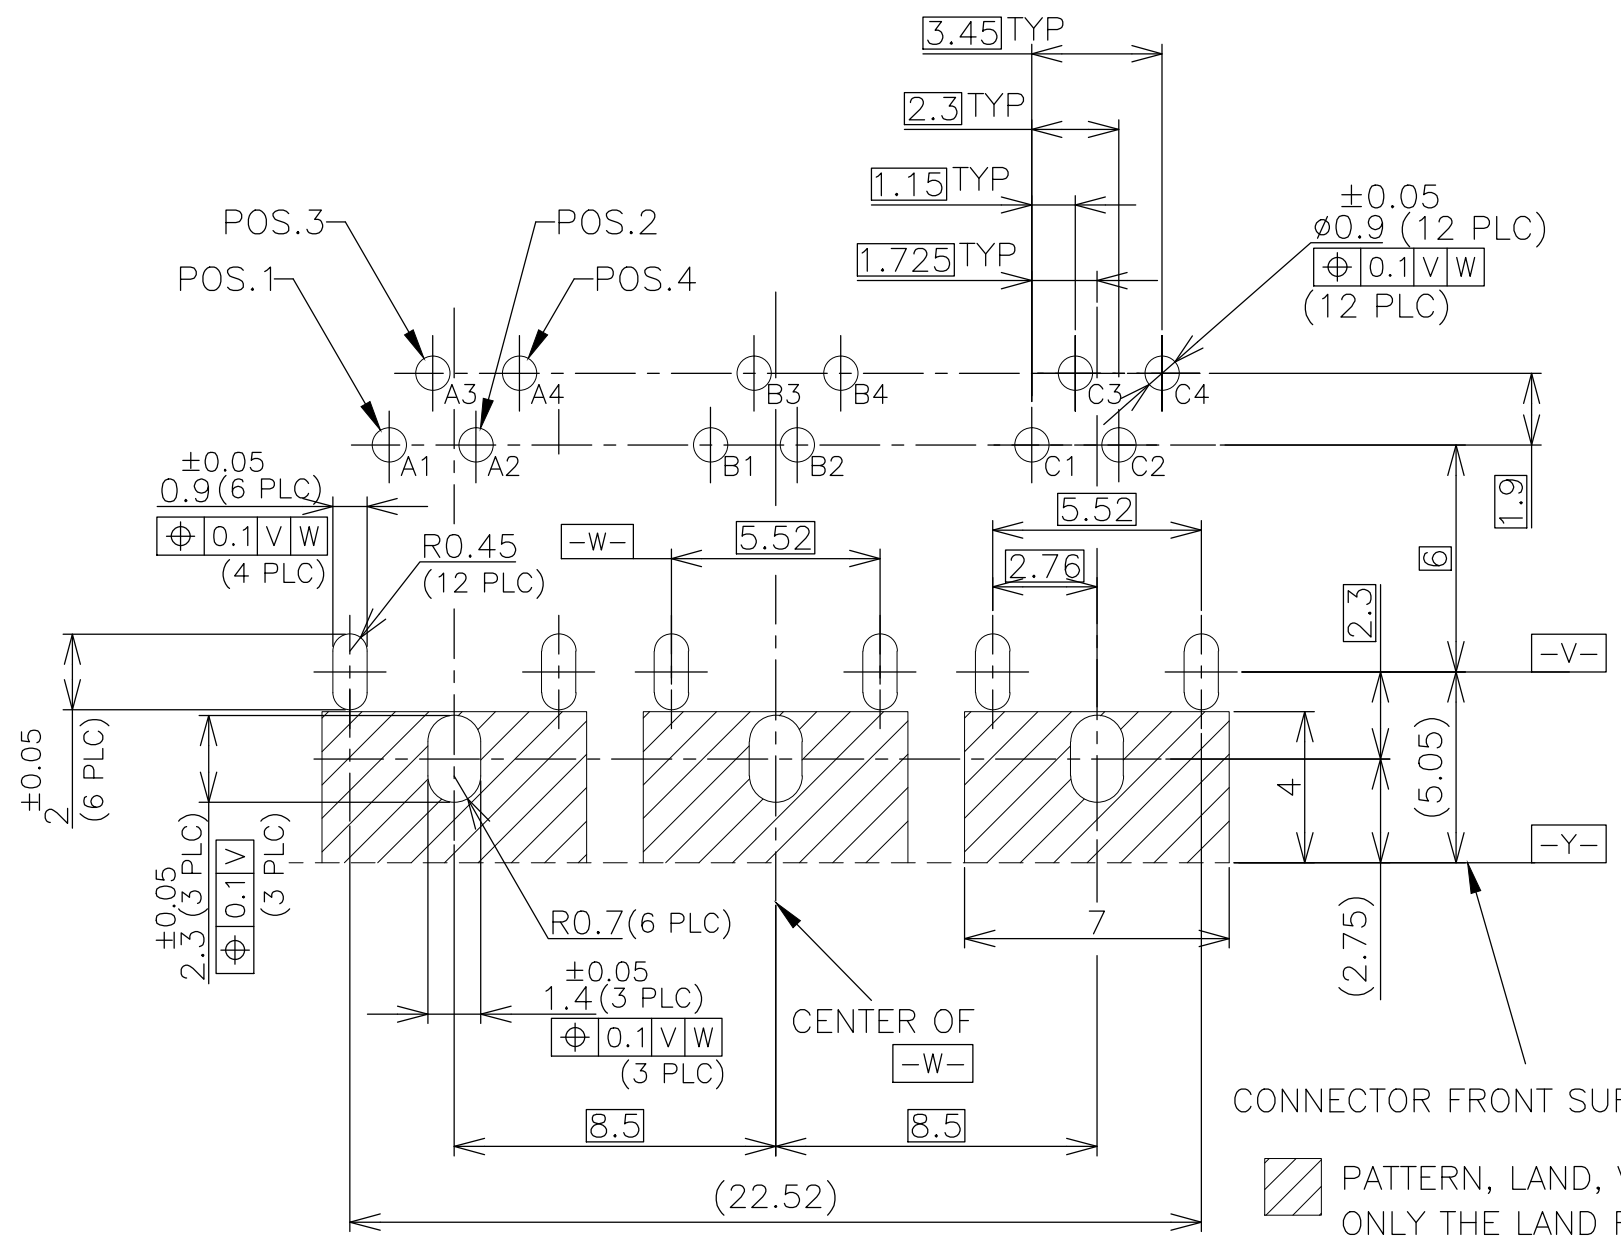 3.45 TYP
2.3 TYP
1.15 TYP
1.725 TYP
±0.05
ø0.9 (12 PLC)
⌖ 0.1 V W
(12 PLC)
POS.3
POS.2
POS.1
POS.4
A3
A4
B3
B4
C3
C4
A1
A2
B1
B2
C1
C2
±0.05
0.9 (6 PLC)
⌖ 0.1 V W
(4 PLC)
R0.45
(12 PLC)
-W-
5.52
5.52
2.76
1.9
6
2.3
-V-
±0.05
2
(6 PLC)
4
(5.05)
-Y-
±0.05
2.3 (3 PLC)
⌖ 0.1 V
(3 PLC)
R0.7 (6 PLC)
7
(2.75)
±0.05
1.4 (3 PLC)
⌖ 0.1 V W
(3 PLC)
CENTER OF
-W-
8.5
8.5
(22.52)
CONNECTOR FRONT
PATTERN, LAND,
ONLY THE LAND